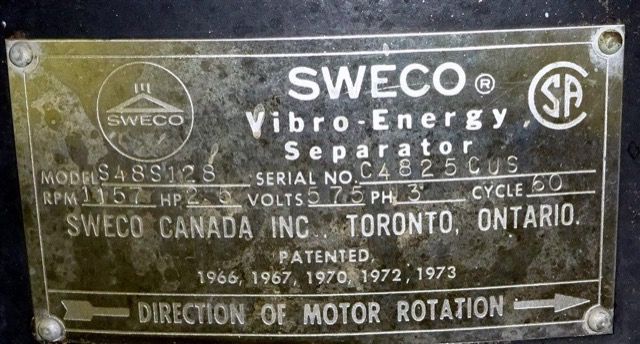 SWECO
SWECO®
CSA
Vibro-Energy
Separator
MODEL S48S128 SERIAL NO. C4825CUS
RPM 1157 HP 2.5 VOLTS 575 PH 3 CYCLE 60
SWECO CANADA INC., TORONTO, ONTARIO.
PATENTED,
1966, 1967, 1970, 1972, 1973
DIRECTION OF MOTOR ROTATION